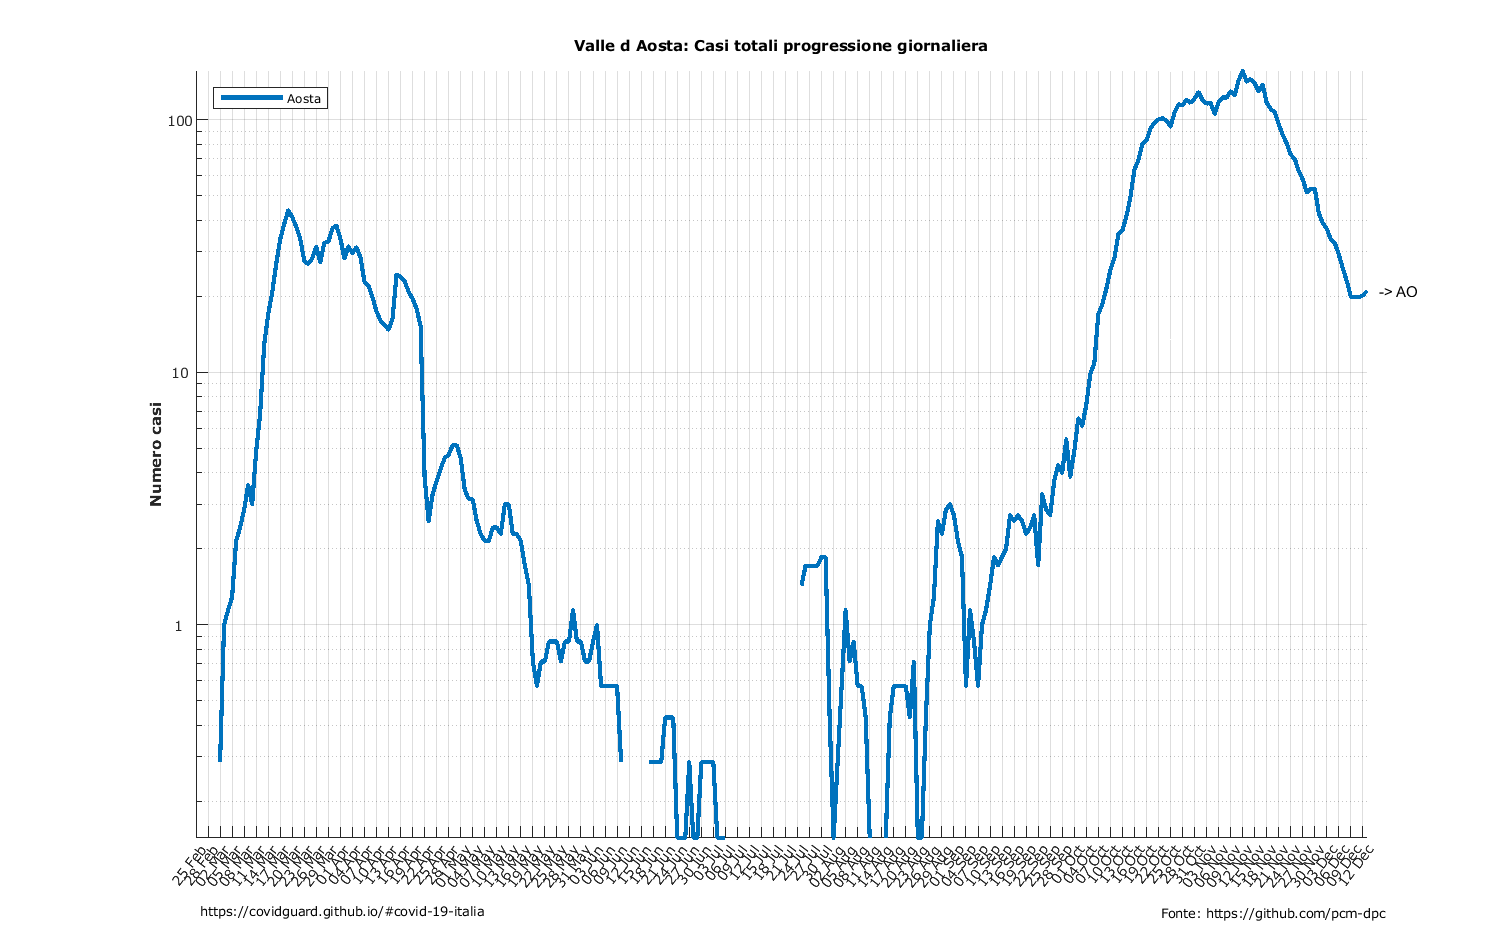 Valle d Aosta: Casi totali progressione giornaliera
Aosta
100
10
1
Numero casi
-> AO
25 Feb
28 Feb
02 Mar
05 Mar
08 Mar
11 Mar
14 Mar
17 Mar
20 Mar
23 Mar
26 Mar
29 Mar
01 Apr
04 Apr
07 Apr
10 Apr
13 Apr
16 Apr
19 Apr
22 Apr
25 Apr
28 Apr
01 May
04 May
07 May
10 May
13 May
16 May
19 May
22 May
25 May
28 May
31 May
03 Jun
06 Jun
09 Jun
12 Jun
15 Jun
18 Jun
21 Jun
24 Jun
27 Jun
30 Jun
03 Jul
06 Jul
09 Jul
12 Jul
15 Jul
18 Jul
21 Jul
24 Jul
27 Jul
30 Jul
02 Aug
05 Aug
08 Aug
11 Aug
14 Aug
17 Aug
20 Aug
23 Aug
26 Aug
29 Aug
01 Sep
04 Sep
07 Sep
10 Sep
13 Sep
16 Sep
19 Sep
22 Sep
25 Sep
28 Sep
01 Oct
04 Oct
07 Oct
10 Oct
13 Oct
16 Oct
19 Oct
22 Oct
25 Oct
28 Oct
31 Oct
03 Nov
06 Nov
09 Nov
12 Nov
15 Nov
18 Nov
21 Nov
24 Nov
27 Nov
30 Nov
03 Dec
06 Dec
09 Dec
12 Dec
https://covidguard.github.io/#covid-19-italia
Fonte: https://github.com/pcm-dpc